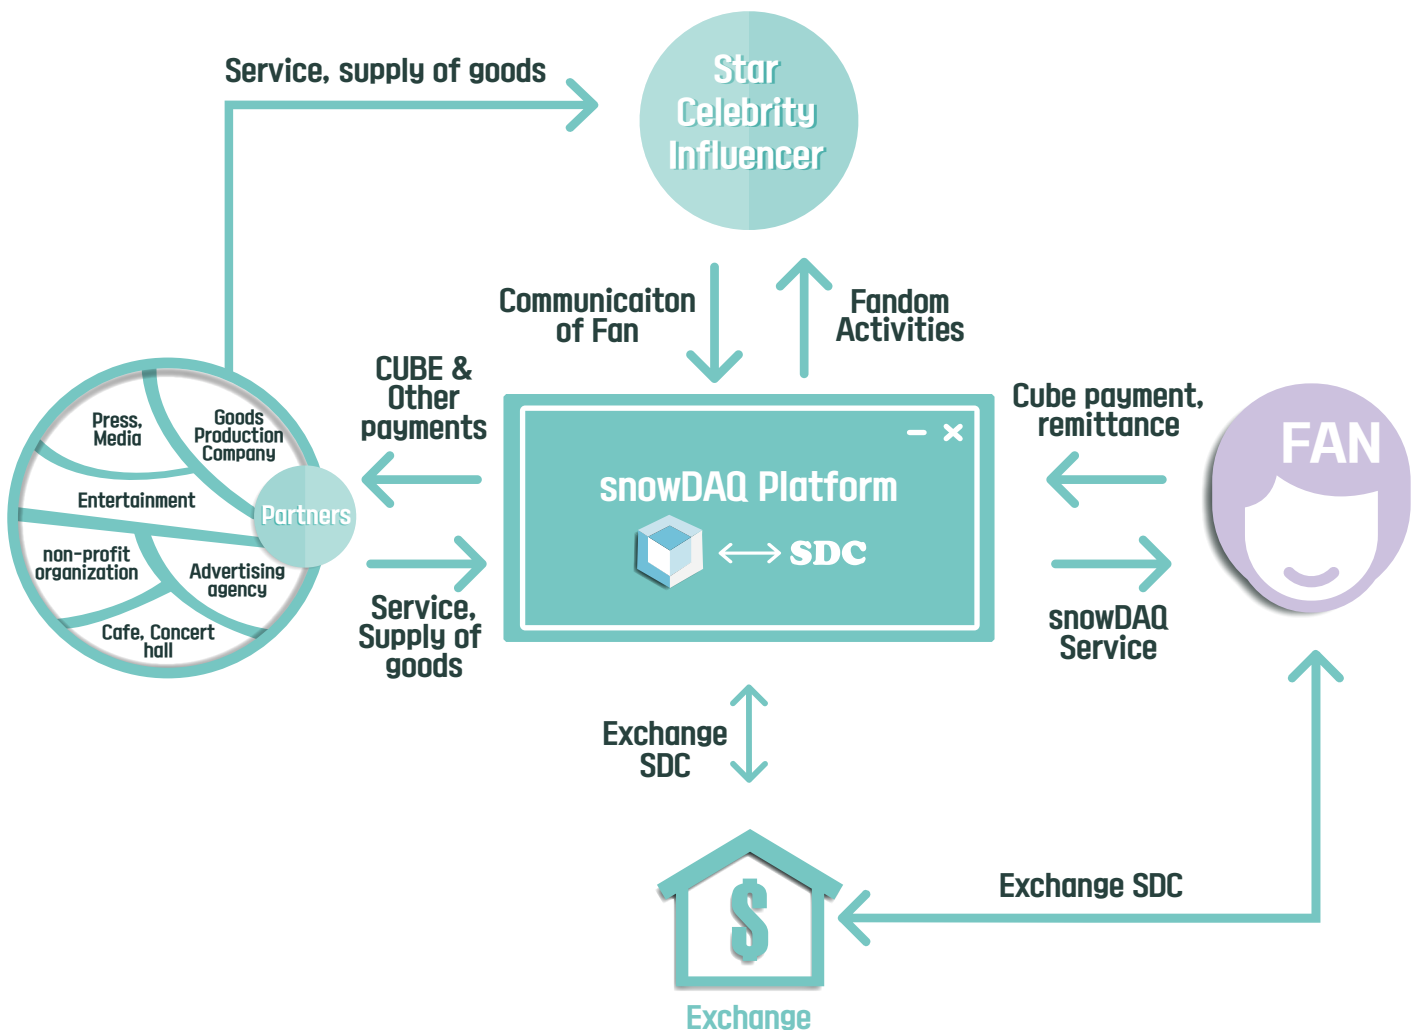 Service, supply of goods
Star
Celebrity
Influencer
Communicaiton
of Fan
Fandom
Activities
CUBE &
Other
payments
Cube payment,
remittance
FAN
Press,
Media
Goods
Production
Company
Entertainment
Partners
non-profit
organization
Advertising
agency
Cafe, Concert
hall
snowDAQ Platform
SDC
Service,
Supply of
goods
snowDAQ
Service
Exchange
SDC
Exchange SDC
$
Exchange